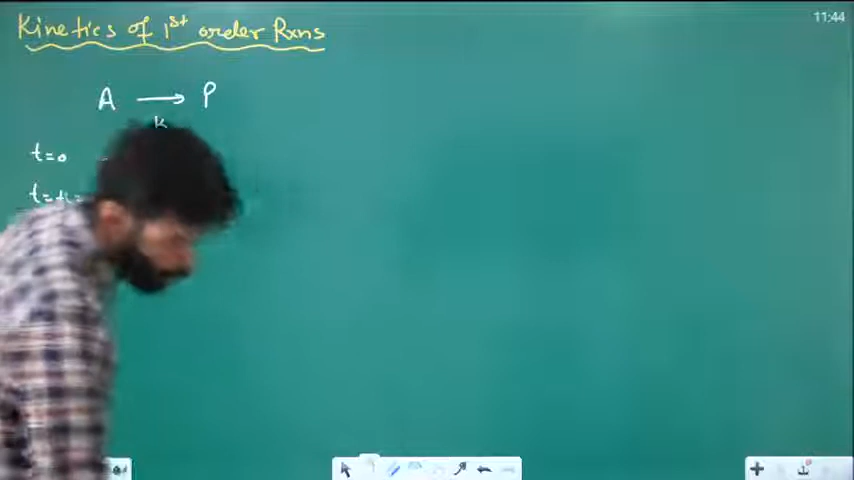 11:44
Kinetics of 1st order Rxns
A ⟶ P
k
t=0
t=t=